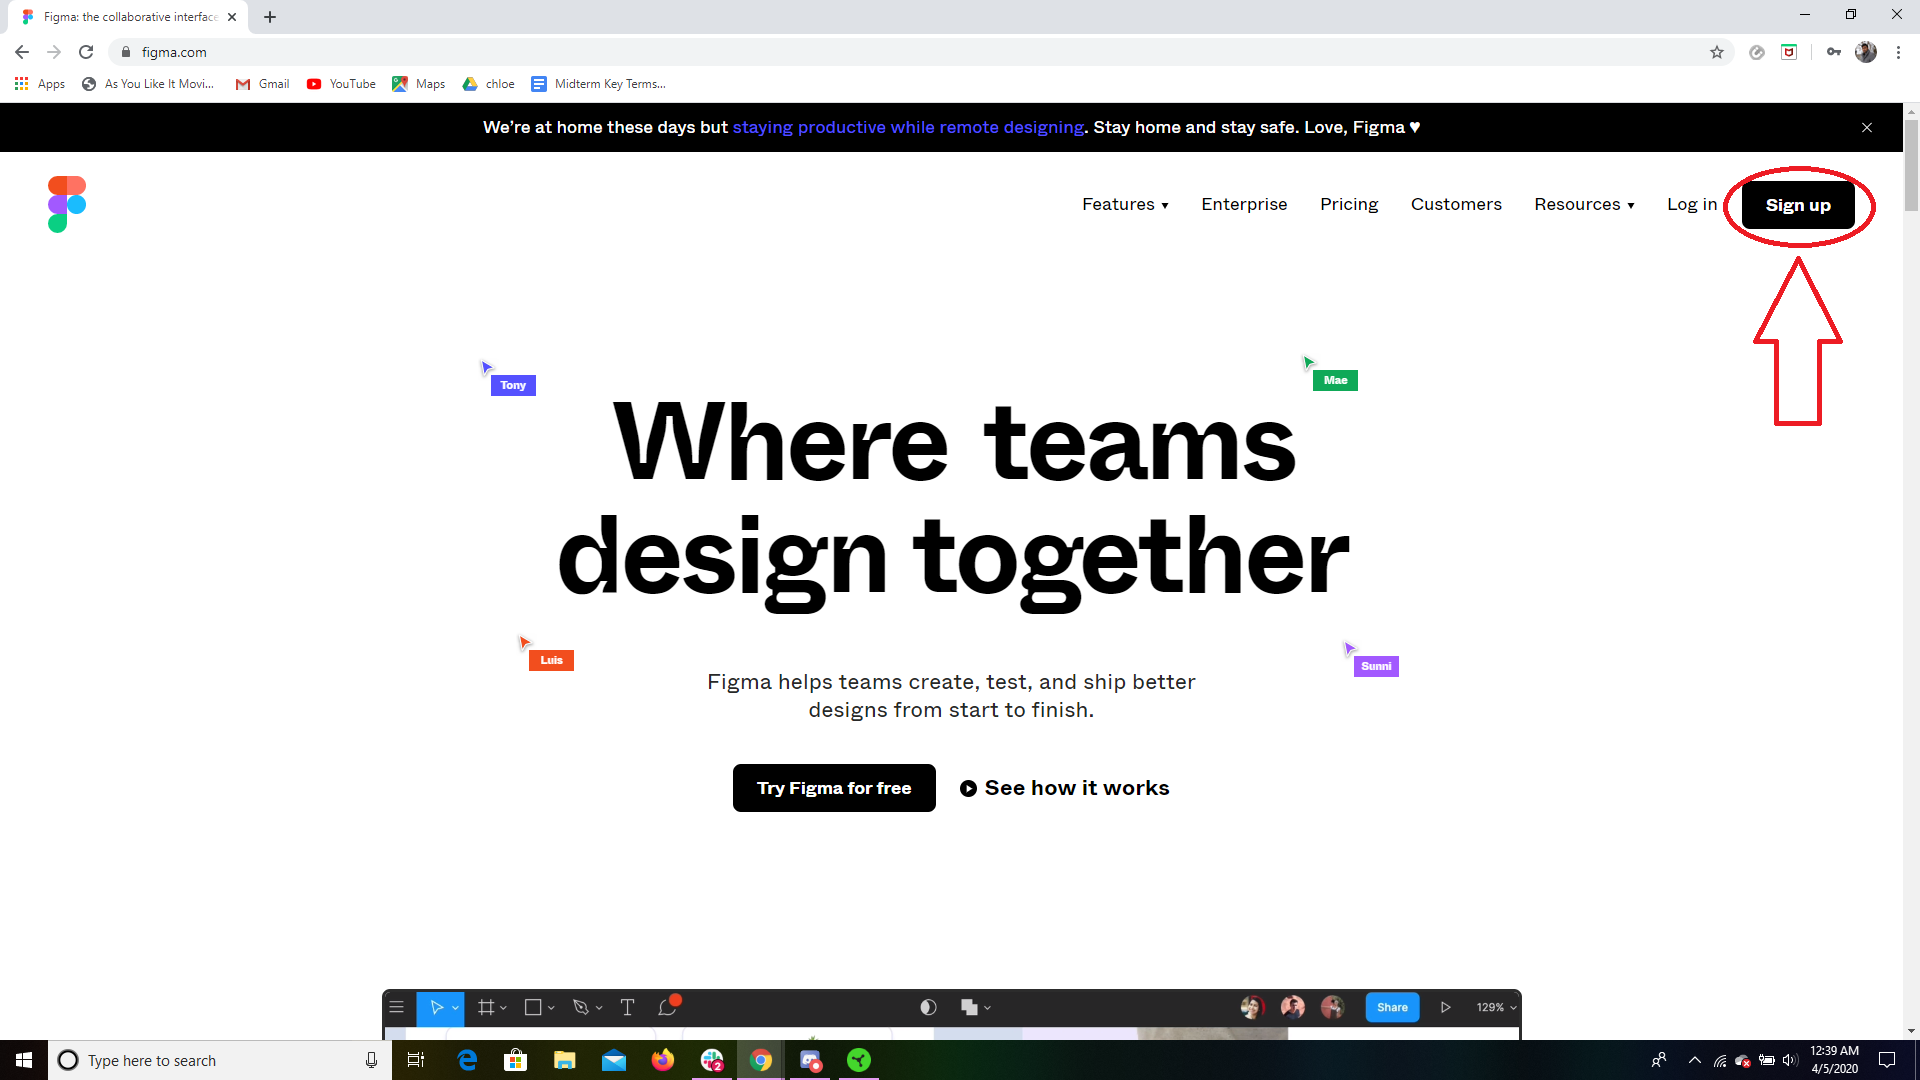 Figma: the collaborative interface
figma.com
Apps
As You Like It Movi...
Gmail
YouTube
Maps
chloe
Midterm Key Terms...
We're at home these days but staying productive while remote designing. Stay home and stay safe. Love, Figma ♥
Features ▾
Enterprise
Pricing
Customers
Resources ▾
Log in
Sign up
Tony
Mae
Where teams
design together
Luis
Sunni
Figma helps teams create, test, and ship better
designs from start to finish.
Try Figma for free
See how it works
Share
129%
Type here to search
2
12:39 AM
4/5/2020